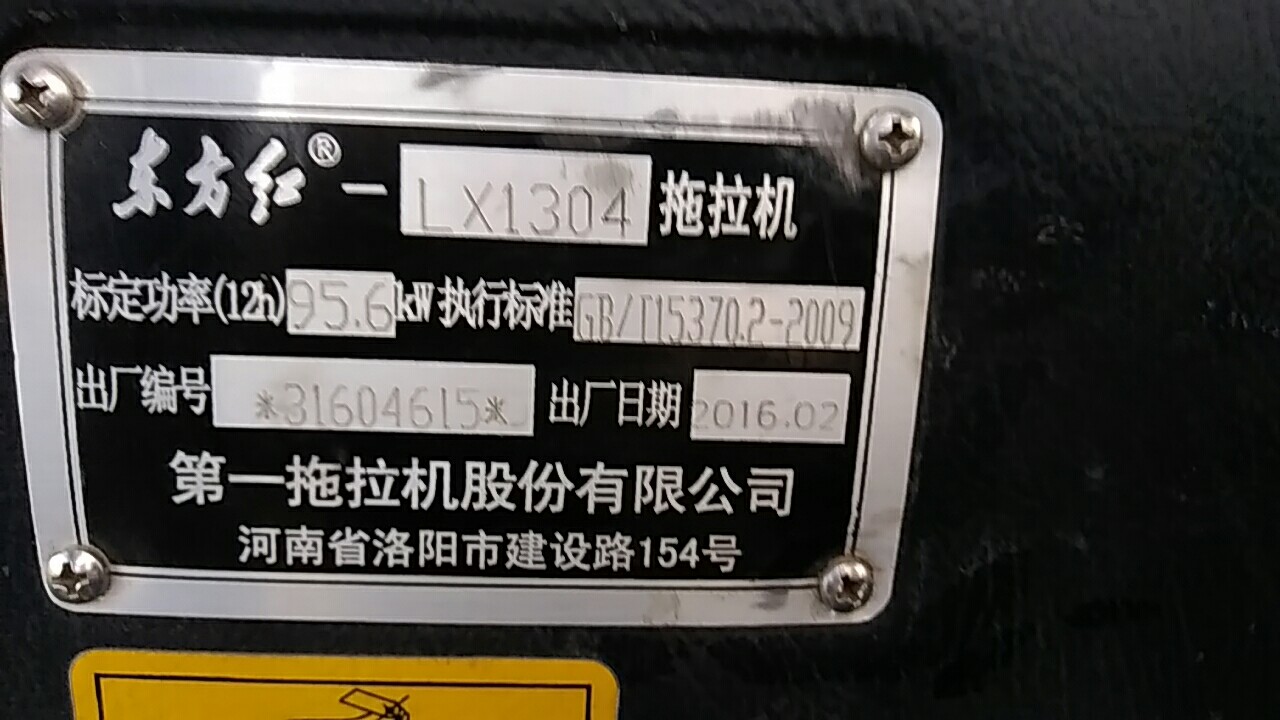 东方红®-LX1304拖拉机
标定功率(12h)95.6kW 执行标准GB/T15370.2-2009
出厂编号*31604615* 出厂日期2016.02
第一拖拉机股份有限公司
河南省洛阳市建设路154号